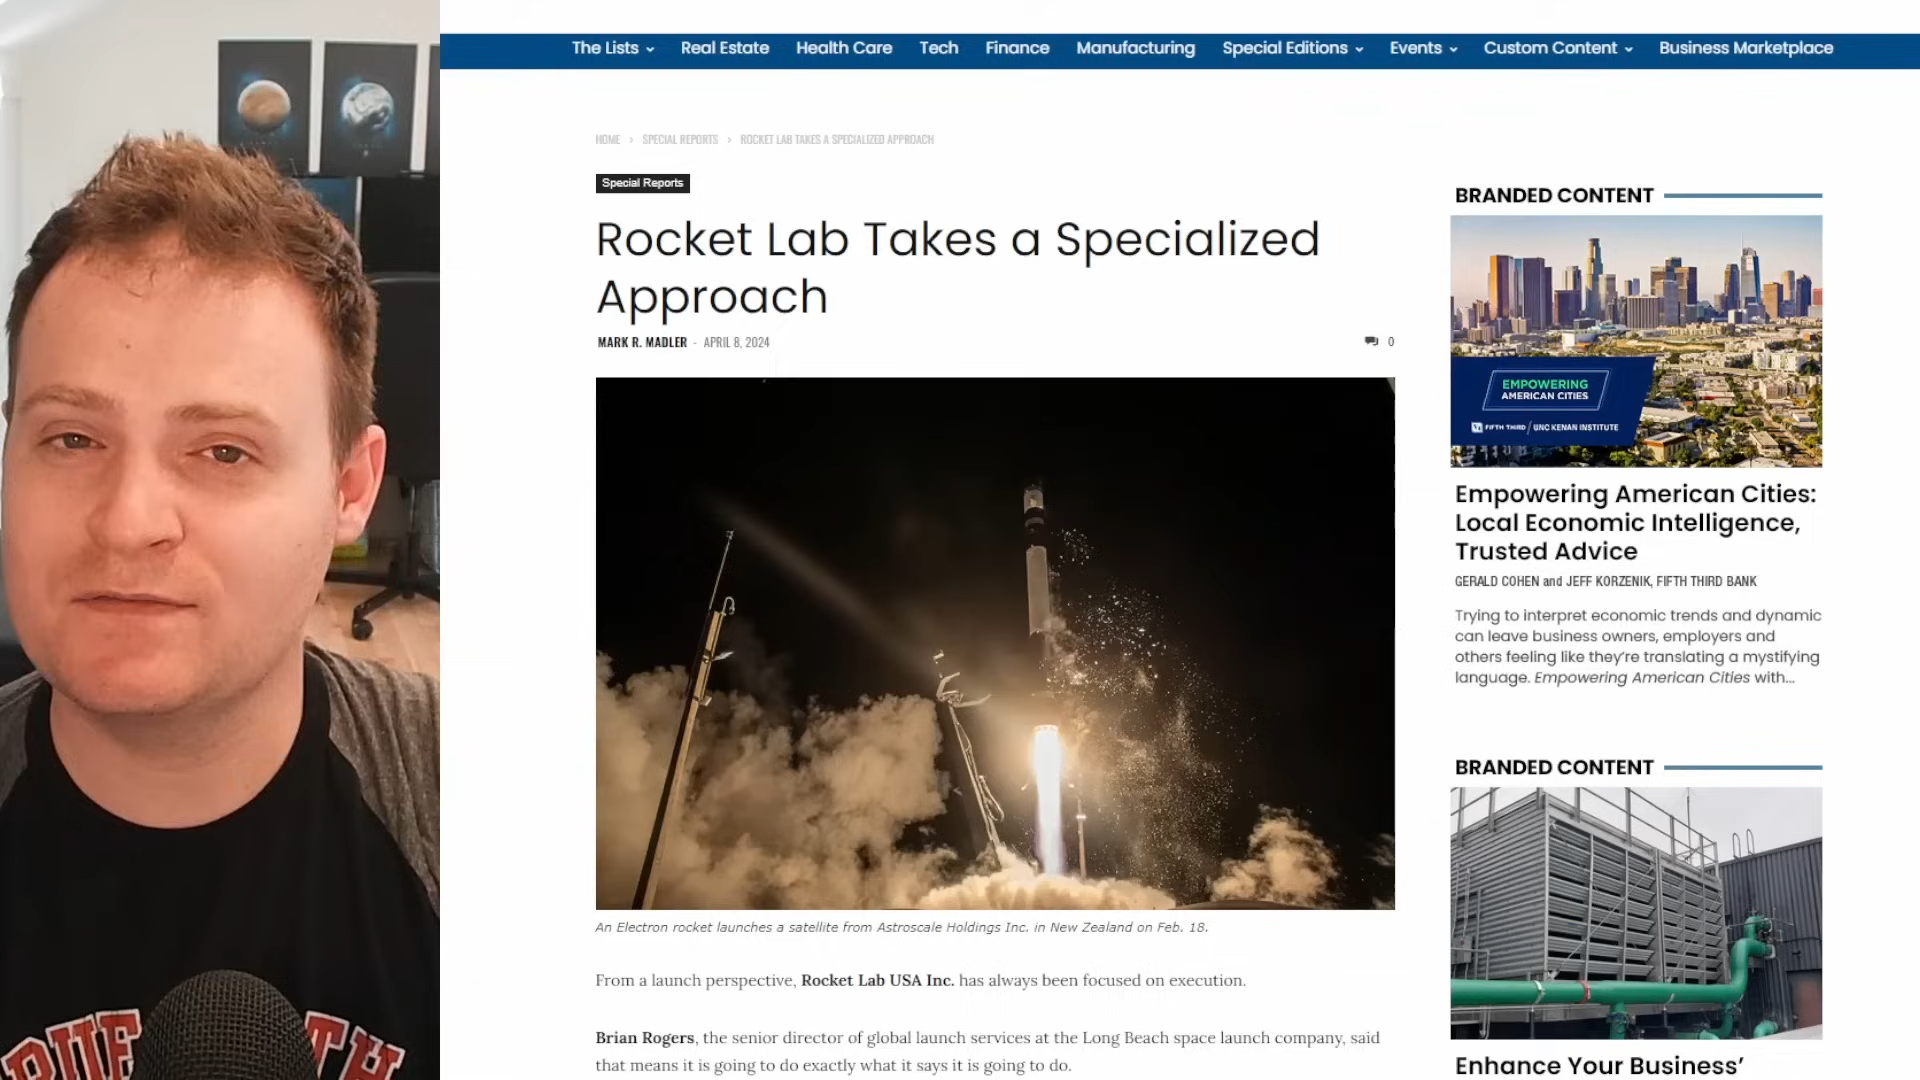 The Lists Real Estate Health Care Tech Finance Manufacturing Special Editions Events Custom Content Business Marketplace
HOME > SPECIAL REPORTS > ROCKET LAB TAKES A SPECIALIZED APPROACH
Special Reports
Rocket Lab Takes a Specialized
Approach
MARK R. MADLER - APRIL 8, 2024
0
An Electron rocket launches a satellite from Astroscale Holdings Inc. in New Zealand on Feb. 18.
From a launch perspective, Rocket Lab USA Inc. has always been focused on execution.
Brian Rogers, the senior director of global launch services at the Long Beach space launch company, said
that means it is going to do exactly what it says it is going to do.
BRANDED CONTENT
EMPOWERING
AMERICAN CITIES
FIFTH THIRD / UNC KENAN INSTITUTE
Empowering American Cities:
Local Economic Intelligence,
Trusted Advice
GERALD COHEN and JEFF KORZENIK, FIFTH THIRD BANK
Trying to interpret economic trends and dynamic
can leave business owners, employers and
others feeling like they're translating a mystifying
language. Empowering American Cities with...
BRANDED CONTENT
Enhance Your Business'